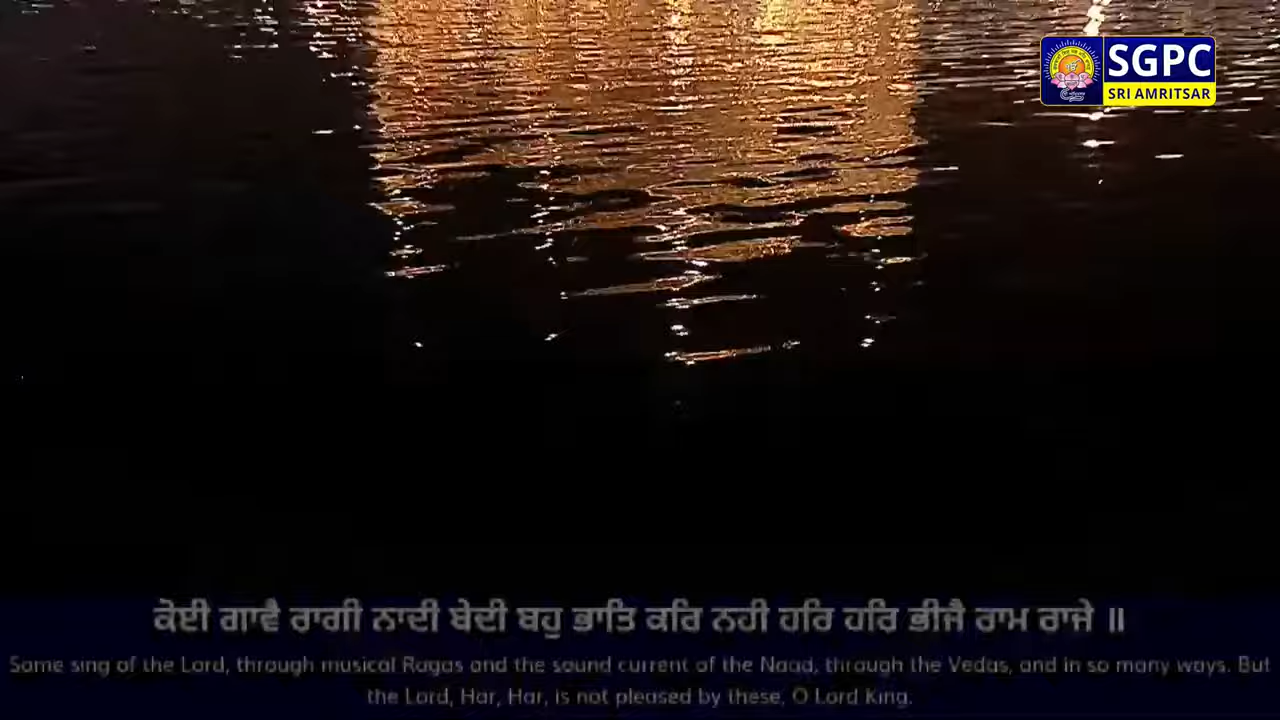 SGPC
SRI AMRITSAR
ਕੋਈ ਗਾਵੈ ਰਾਗੀ ਨਾਦੀ ਬੇਦੀ ਬਹੁ ਭਾਤਿ ਕਰਿ ਨਹੀ ਹਰਿ ਹਰਿ ਭੀਜੈ ਰਾਮ ਰਾਜੇ ॥
Some sing of the Lord, through musical Ragas and the sound current of the Naad, through the Vedas, and in so many ways. But
the Lord, Har, Har, is not pleased by these, O Lord King.